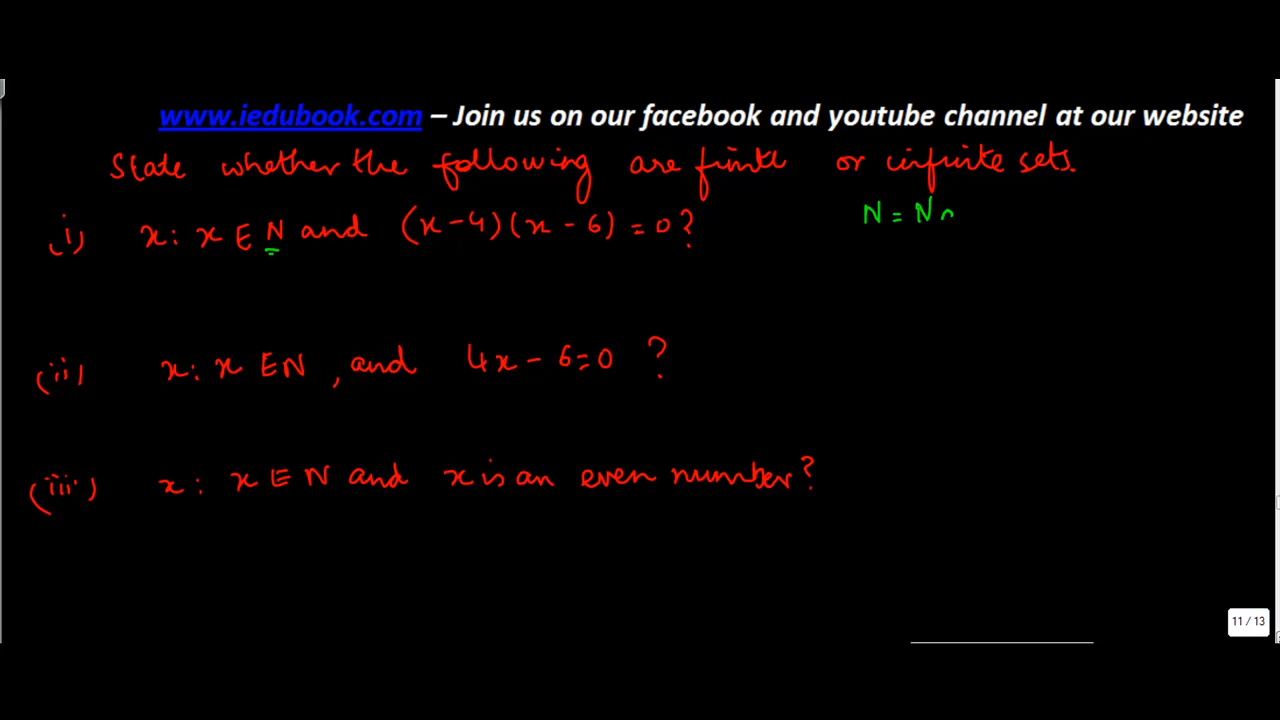 www.iedubook.com – Join us on our facebook and youtube channel at our website
State whether the following are finite or infinite sets.
N = N
(i) x: x ∈ N and (x - 4)(x - 6) = 0?
(ii) x: x ∈ N, and 4x - 6 = 0?
(iii) x: x ∈ N and x is an even number?
11 / 13